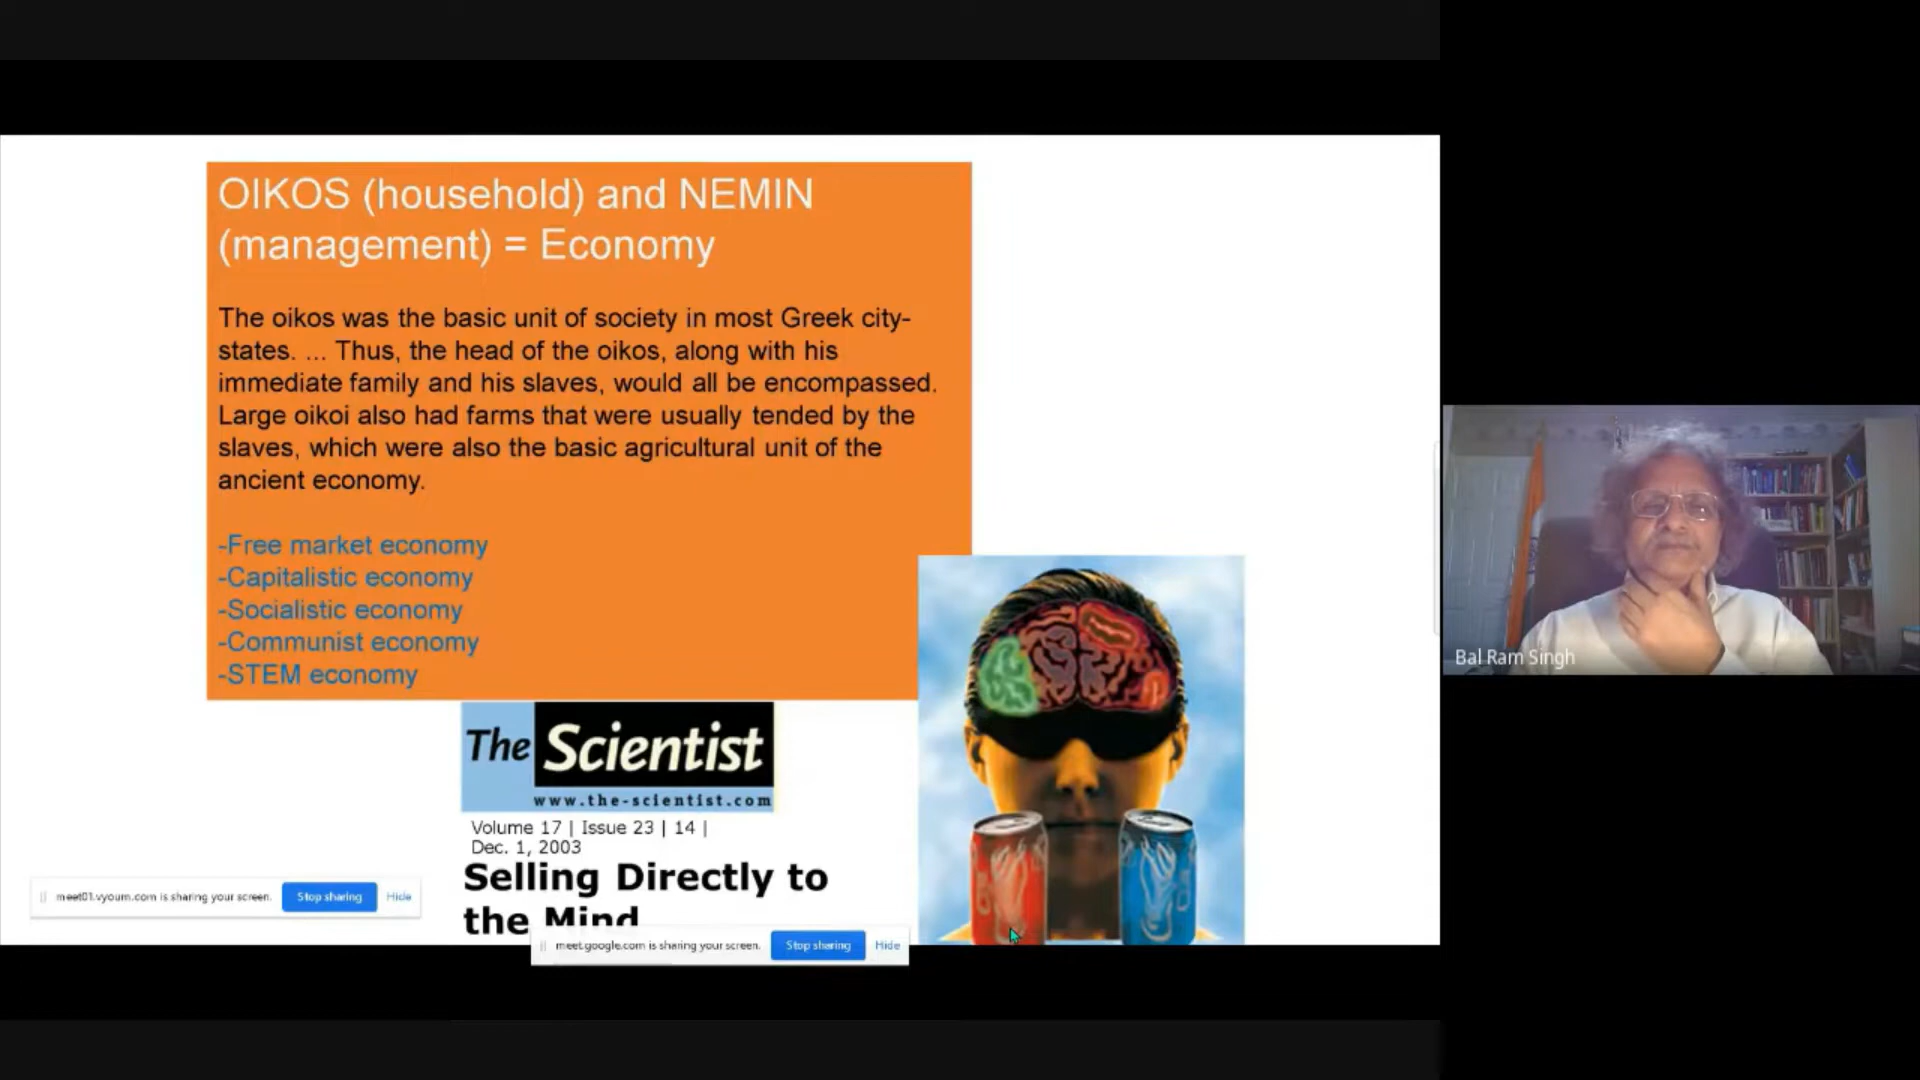 OIKOS (household) and NEMIN
(management) = Economy
The oikos was the basic unit of society in most Greek city-
states. ... Thus, the head of the oikos, along with his
immediate family and his slaves, would all be encompassed.
Large oikoi also had farms that were usually tended by the
slaves, which were also the basic agricultural unit of the
ancient economy.
-Free market economy
-Capitalistic economy
-Socialistic economy
-Communist economy
-STEM economy
The Scientist
www.the-scientist.com
Volume 17 | Issue 23 | 14 |
Dec. 1, 2003
Selling Directly to
the Mind
meet01.vyoum.com is sharing your screen. Stop sharing Hide
meet.google.com is sharing your screen. Stop sharing Hide
Bal Ram Singh